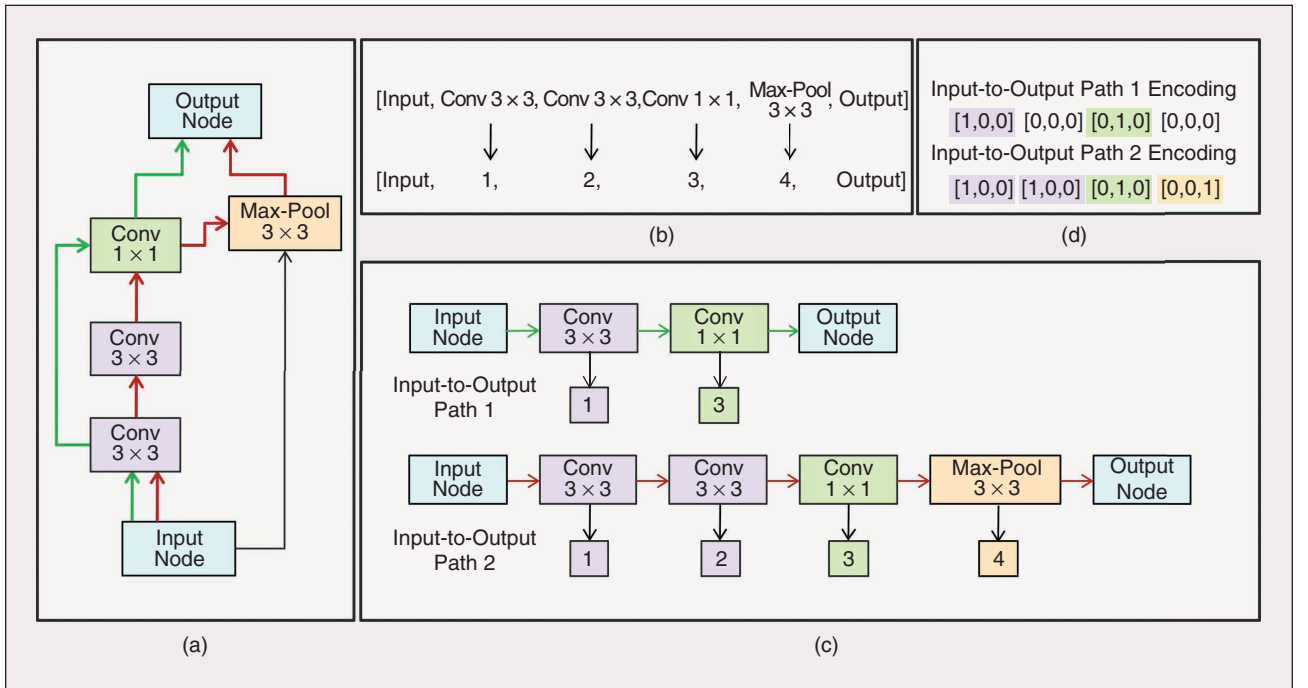 Output
Node
Conv
1 × 1
Max-Pool
3 × 3
Conv
3 × 3
Conv
3 × 3
Input
Node
(a)
[Input, Conv 3 × 3, Conv 3 × 3, Conv 1 × 1, Max-Pool 3 × 3, Output]
[Input, 1, 2, 3, 4, Output]
(b)
Input-to-Output Path 1 Encoding
[1,0,0] [0,0,0] [0,1,0] [0,0,0]
Input-to-Output Path 2 Encoding
[1,0,0] [1,0,0] [0,1,0] [0,0,1]
(d)
Input
Node
Conv
3 × 3
Conv
1 × 1
Output
Node
Input-to-Output
Path 1
1
3
Input
Node
Conv
3 × 3
Conv
3 × 3
Conv
1 × 1
Max-Pool
3 × 3
Output
Node
Input-to-Output
Path 2
1
2
3
4
(c)